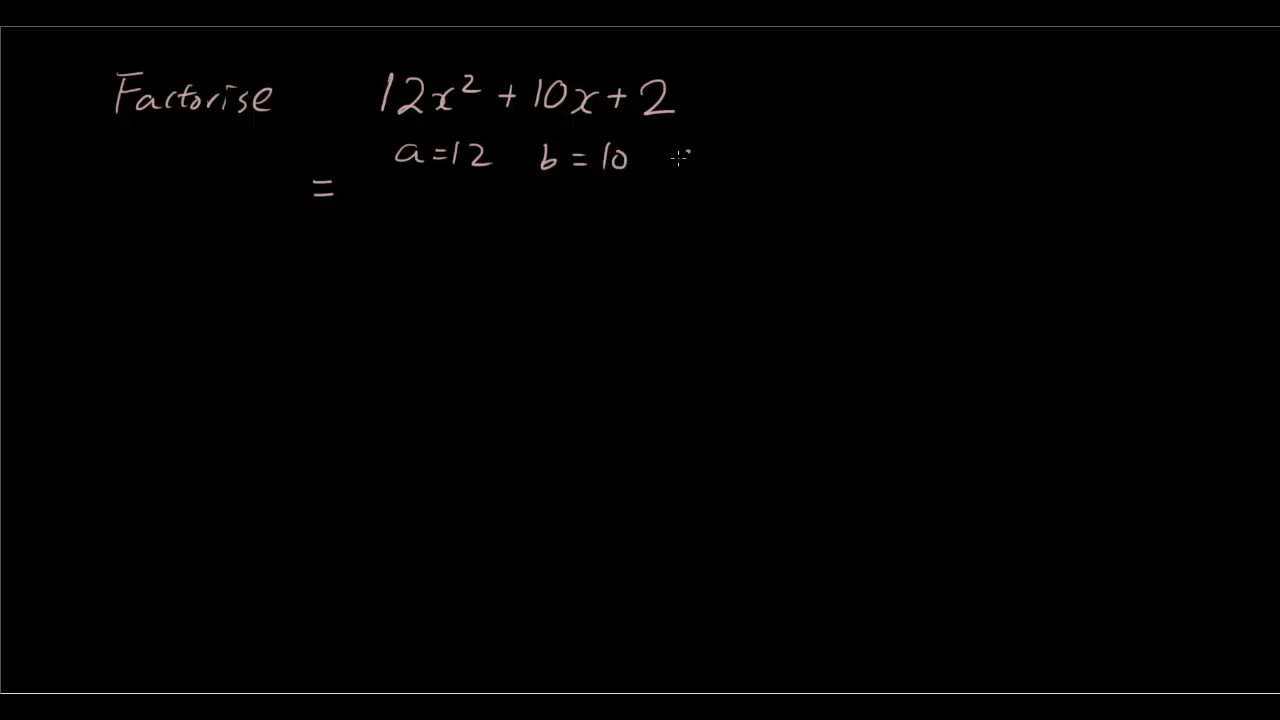 Factorise 12x² + 10x + 2
a = 12 b = 10
=